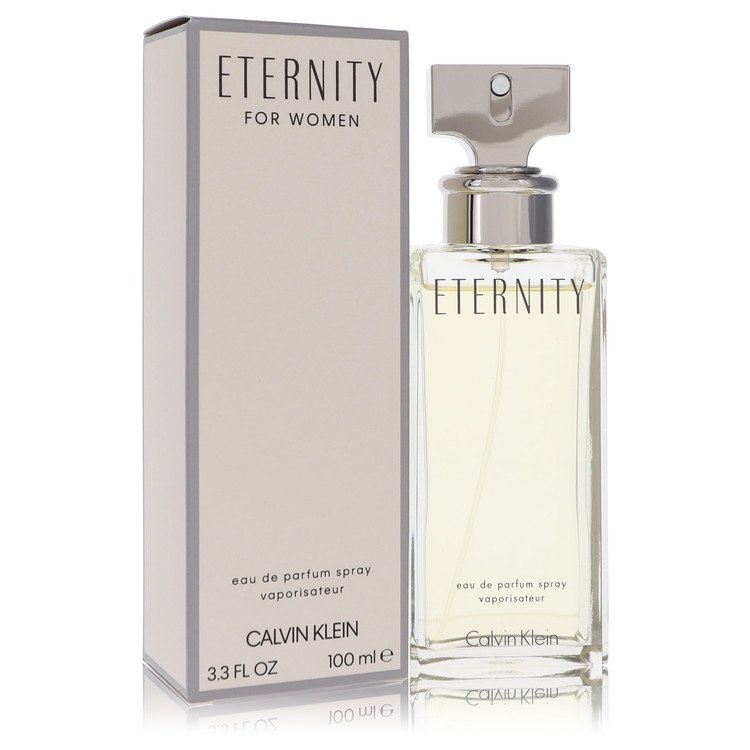 ETERNITY
FOR WOMEN
eau de parfum spray
vaporisateur
CALVIN KLEIN
3.3 FL OZ 100 ml ℮
ETERNITY
eau de parfum spray
vaporisateur
Calvin Klein